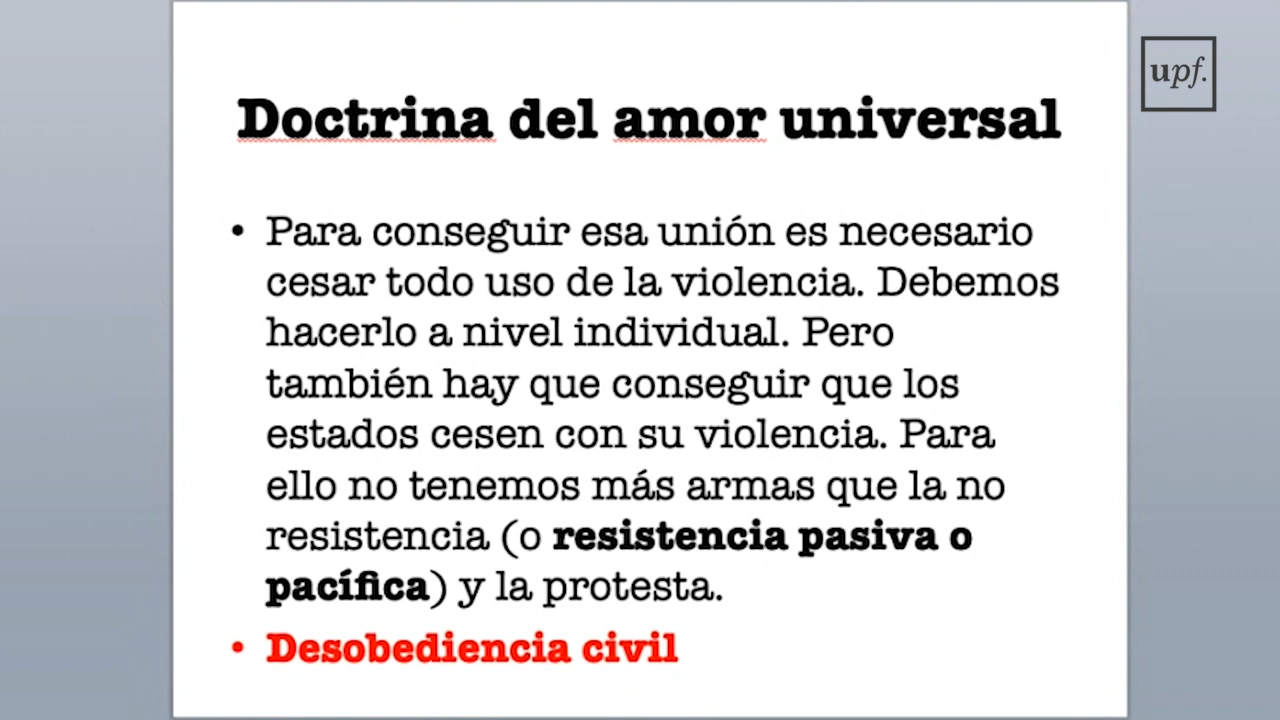 upf.
Doctrina del amor universal
• Para conseguir esa unión es necesario
cesar todo uso de la violencia. Debemos
hacerlo a nivel individual. Pero
también hay que conseguir que los
estados cesen con su violencia. Para
ello no tenemos más armas que la no
resistencia (o resistencia pasiva o
pacífica) y la protesta.
• Desobediencia civil